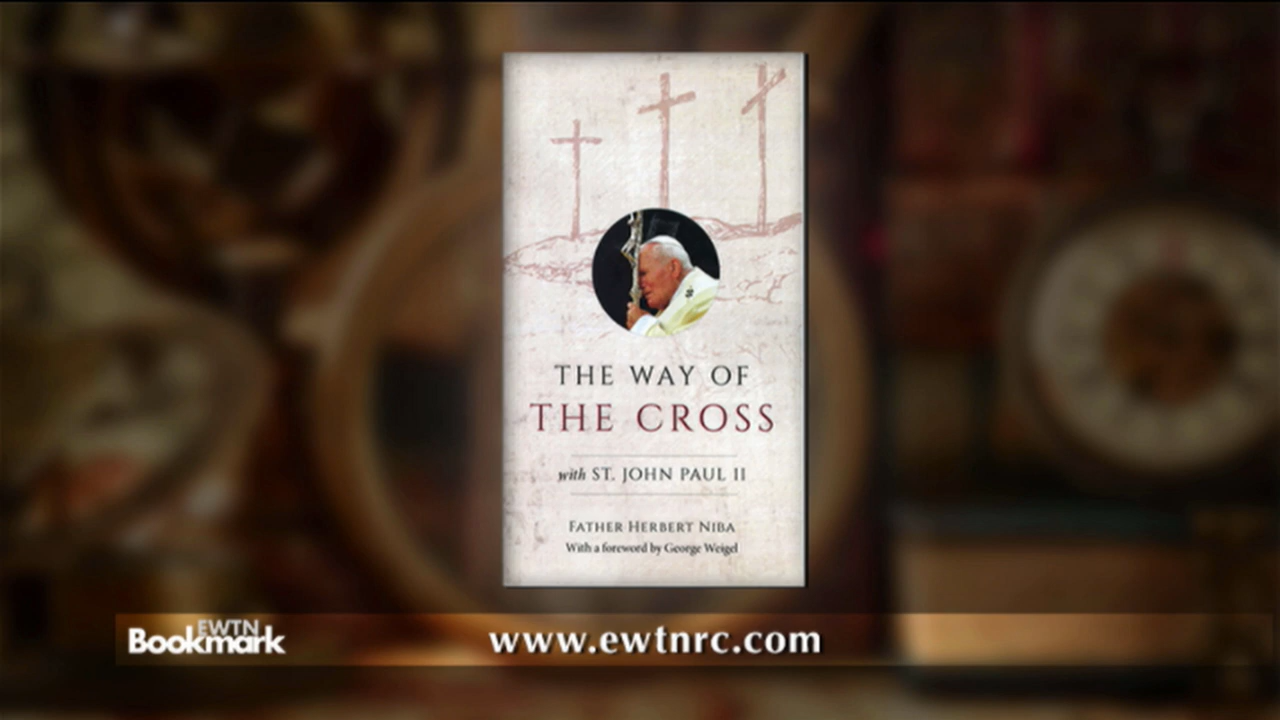 THE WAY OF
THE CROSS
with ST. JOHN PAUL II
FATHER HERBERT NIBA
With a foreword by George Weigel
EWTN
Bookmark
www.ewtnrc.com